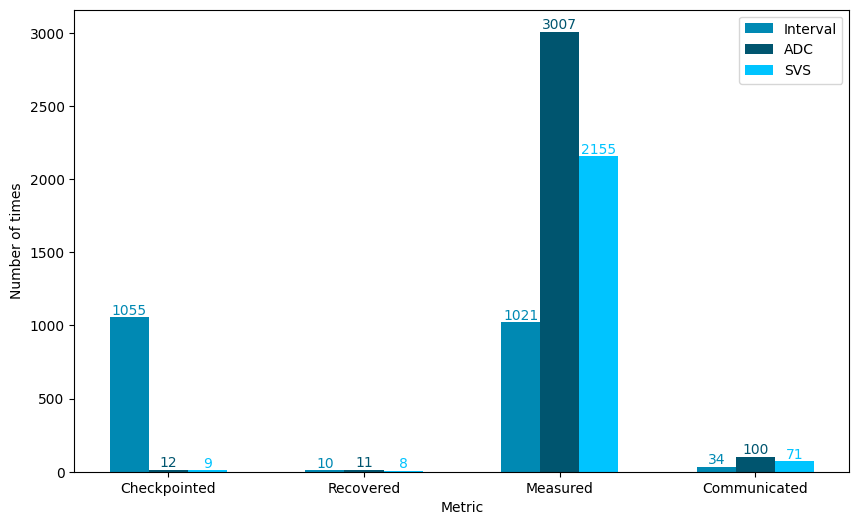 Interval
ADC
SVS
Number of times
3000
2500
2000
1500
1000
500
0
1055
12
9
10
11
8
1021
3007
2155
34
100
71
Checkpointed
Recovered
Measured
Communicated
Metric